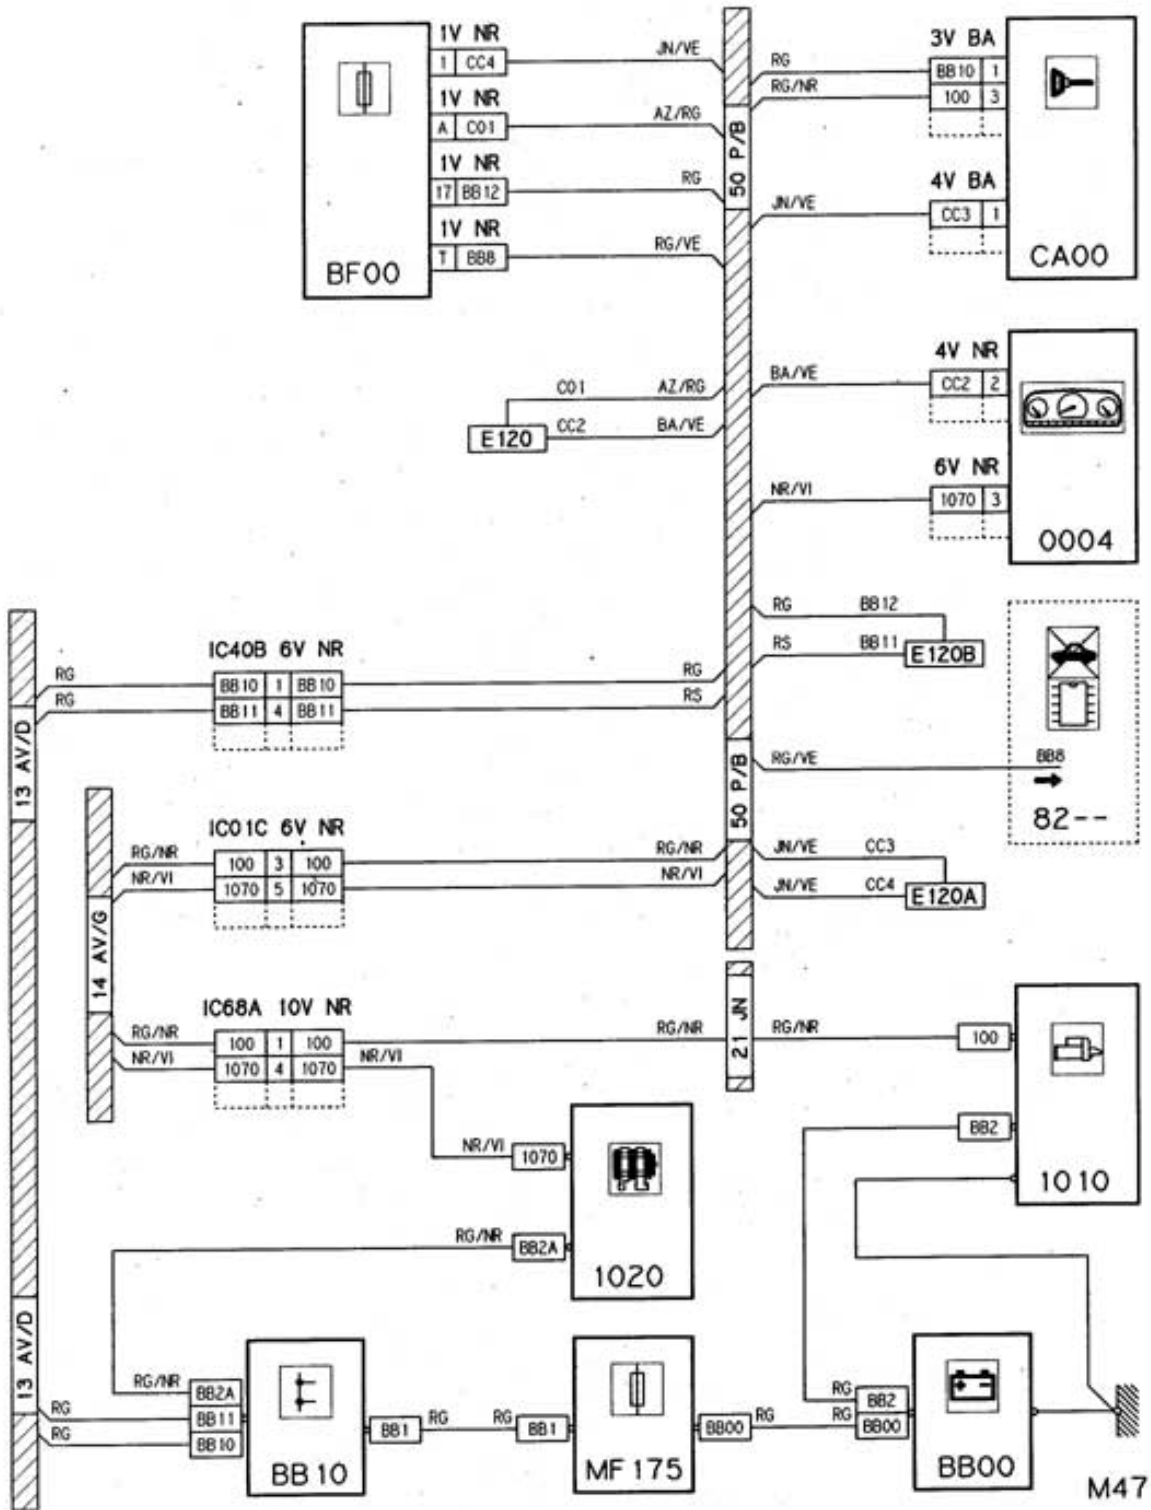 1V NR
1 CC4 JN/VE
1V NR
A C01 AZ/RG
1V NR
17 BB12 RG
1V NR
T BB8 RG/VE
BF00
50 P/B
3V BA
RG BB10 1
RG/NR 100 3
4V BA
JN/VE CC3 1
CA00
C01 AZ/RG
E120 CC2 BA/VE
4V NR
BA/VE CC2 2
6V NR
NR/VI 1070 3
0004
RG BB12
RS BB11 E120B
IC40B 6V NR
RG BB10 1 BB10 RG
RG BB11 4 BB11 RS
13 AV/D
50 P/B
RG/VE BB8
82--
IC01C 6V NR
RG/NR 100 3 100 RG/NR
NR/VI 1070 5 1070 NR/VI
JN/VE CC3
JN/VE CC4 E120A
14 AV/G
IC68A 10V NR
RG/NR 100 1 100 RG/NR
NR/VI 1070 4 1070 NR/VI
21 JN
RG/NR 100
BB2
1010
NR/VI 1070
RG/NR BB2A
1020
13 AV/D
RG/NR BB2A
RG BB11
RG BB10
BB10
BB1 RG
RG BB1
MF175
BB00 RG
RG BB2
RG BB00
BB00
M47